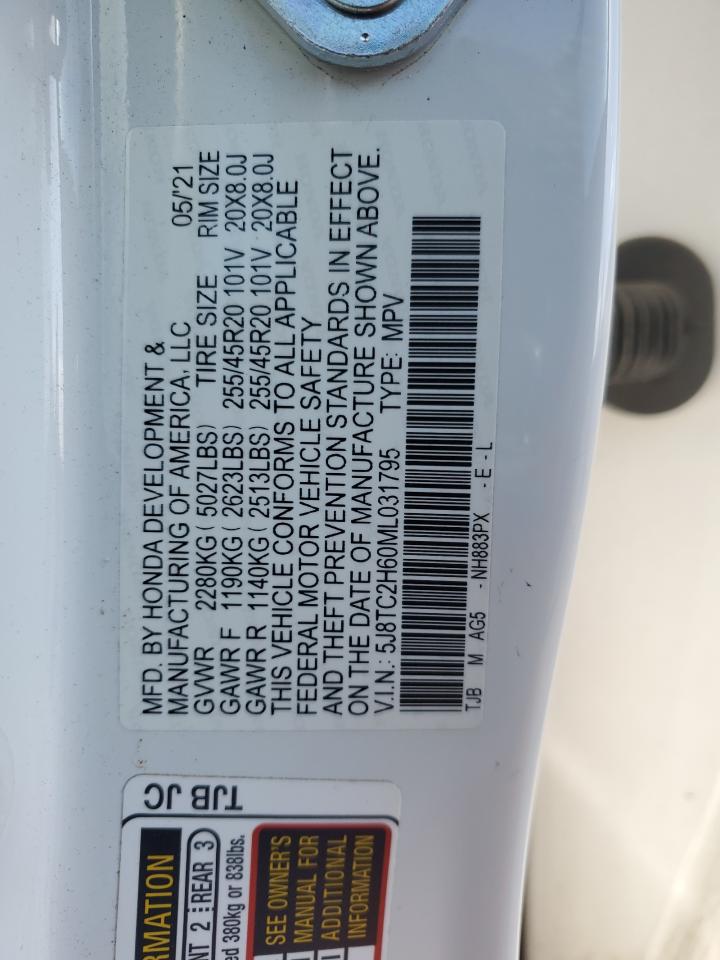 MFD. BY HONDA DEVELOPMENT &
MANUFACTURING OF AMERICA, LLC 05/'21
GVWR 2280KG ( 5027LBS) TIRE SIZE RIM SIZE
GAWR F 1190KG ( 2623LBS) 255/45R20 101V 20X8.0J
GAWR R 1140KG ( 2513LBS) 255/45R20 101V 20X8.0J
THIS VEHICLE CONFORMS TO ALL APPLICABLE
FEDERAL MOTOR VEHICLE SAFETY
AND THEFT PREVENTION STANDARDS IN EFFECT
ON THE DATE OF MANUFACTURE SHOWN ABOVE.
V.I.N.: 5J8TC2H60ML031795 TYPE: MPV
TJB M AG5 - NH883PX - E - L
TJB JC
RMATION
NT 2 REAR 3
ed 380kg or 838lbs.
SEE OWNER'S
MANUAL FOR
ADDITIONAL
INFORMATION